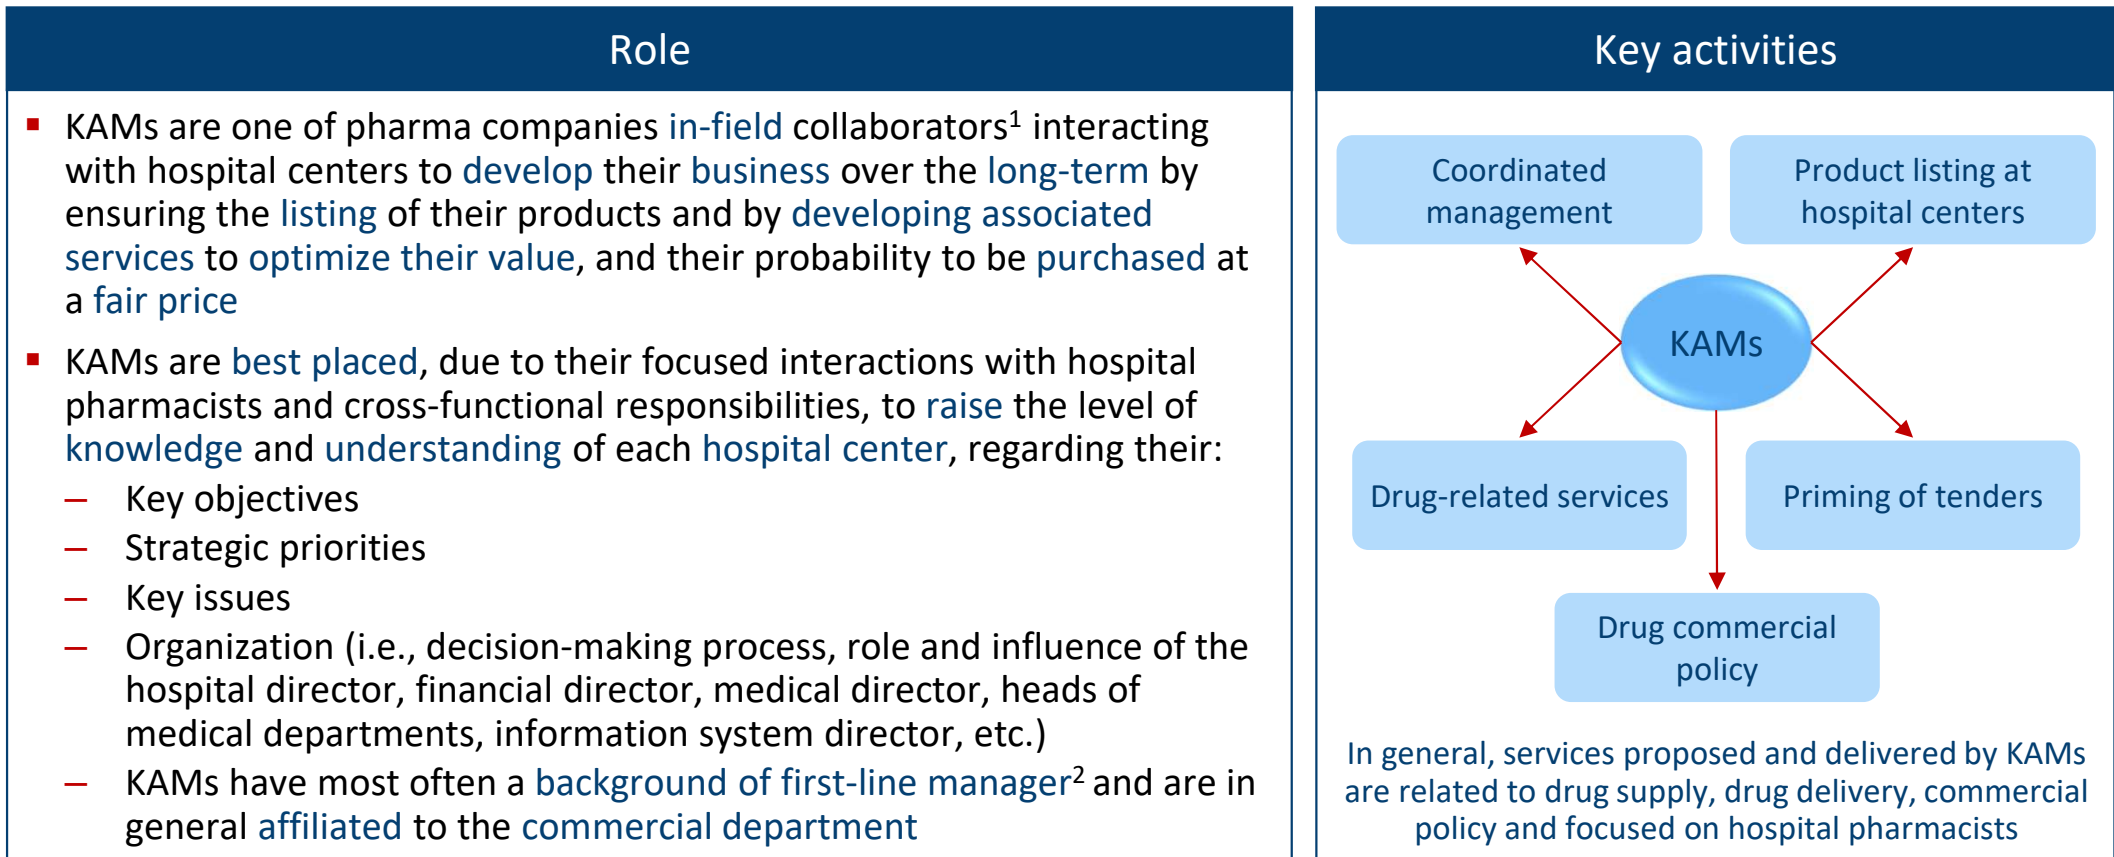 Role
KAMs are one of pharma companies in-field collaborators¹ interacting
with hospital centers to develop their business over the long-term by
ensuring the listing of their products and by developing associated
services to optimize their value, and their probability to be purchased at
a fair price
KAMs are best placed, due to their focused interactions with hospital
pharmacists and cross-functional responsibilities, to raise the level of
knowledge and understanding of each hospital center, regarding their:
– Key objectives
– Strategic priorities
– Key issues
– Organization (i.e., decision-making process, role and influence of the
hospital director, financial director, medical director, heads of
medical departments, information system director, etc.)
– KAMs have most often a background of first-line manager² and are in
general affiliated to the commercial department
Key activities
Coordinated
management
Product listing at
hospital centers
KAMs
Drug-related services
Priming of tenders
Drug commercial
policy
In general, services proposed and delivered by KAMs
are related to drug supply, drug delivery, commercial
policy and focused on hospital pharmacists